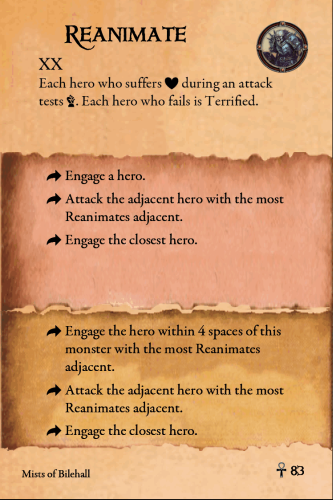 REANIMATE
XX
Each hero who suffers during an attack
tests . Each hero who fails is Terrified.
Engage a hero.
Attack the adjacent hero with the most
Reanimates adjacent.
Engage the closest hero.
Engage the hero within 4 spaces of this
monster with the most Reanimates
adjacent.
Attack the adjacent hero with the most
Reanimates adjacent.
Engage the closest hero.
Mists of Bilehall
83